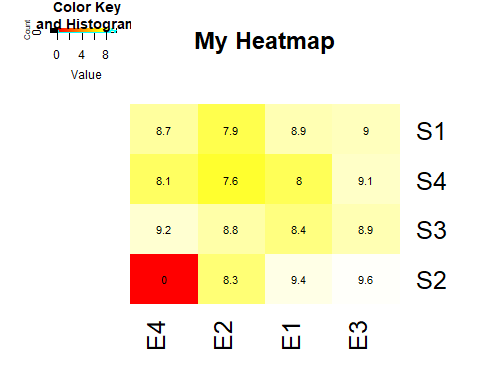 Color Key
and Histogram
Count
0
0 4 8
Value
My Heatmap
8.7 7.9 8.9 9 S1
8.1 7.6 8 9.1 S4
9.2 8.8 8.4 8.9 S3
0 8.3 9.4 9.6 S2
E4 E2 E1 E3